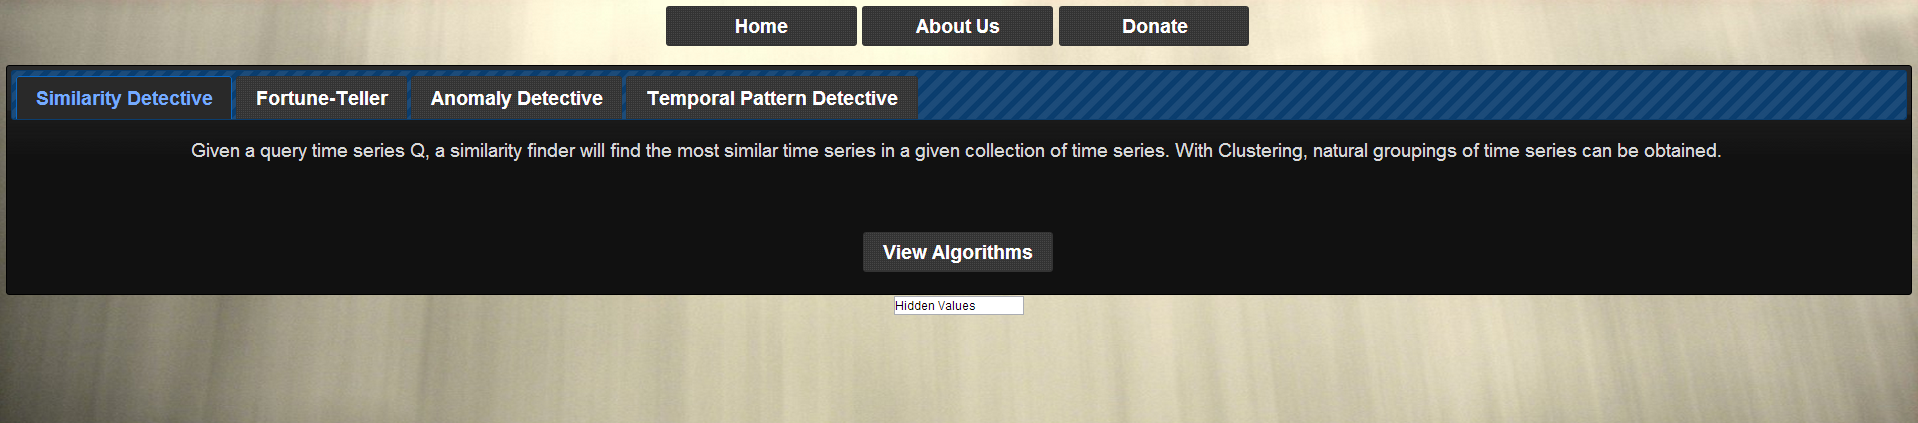 Home About Us Donate
Similarity Detective Fortune-Teller Anomaly Detective Temporal Pattern Detective
Given a query time series Q, a similarity finder will find the most similar time series in a given collection of time series. With Clustering, natural groupings of time series can be obtained.
View Algorithms
Hidden Values